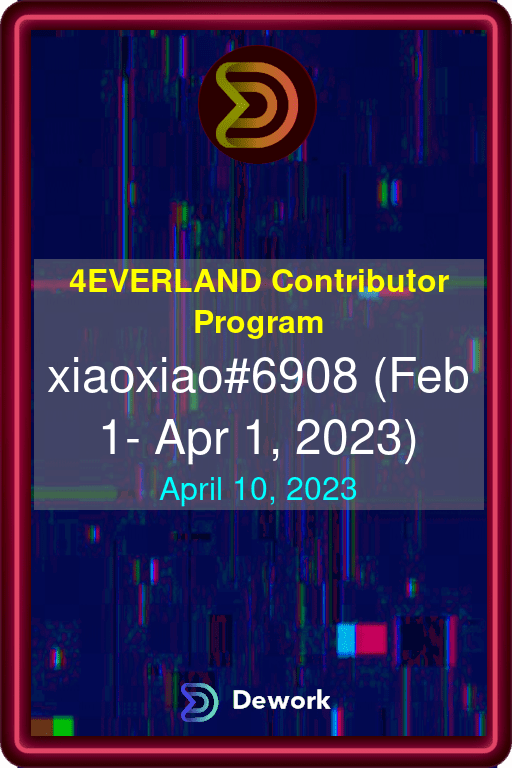 4EVERLAND Contributor
Program
xiaoxiao#6908 (Feb
1- Apr 1, 2023)
April 10, 2023
Dework